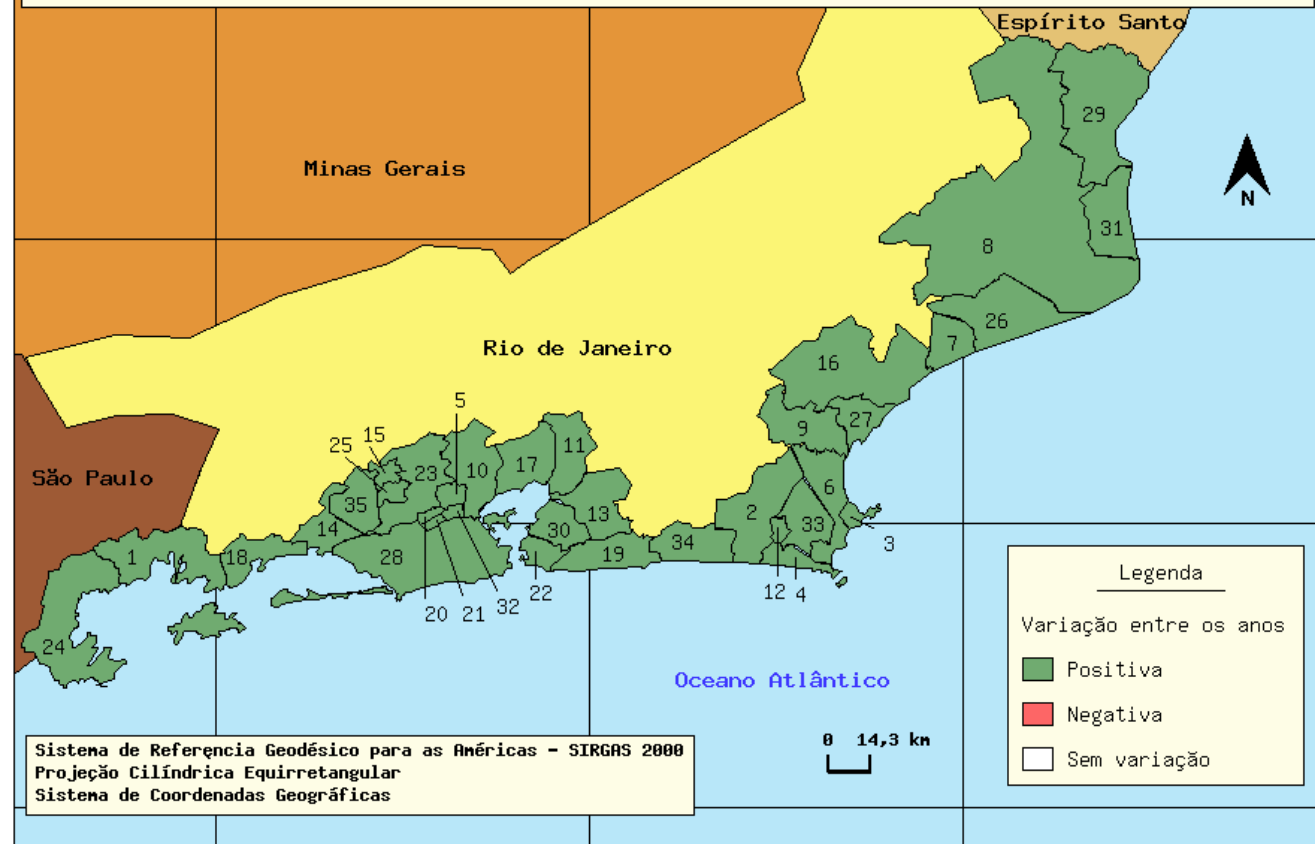 Espírito Santo
29
Minas Gerais
N
31
8
26
7
Rio de Janeiro
16
5
15
25
27
9
11
23
10
17
São Paulo
6
35
2
13
30
33
14
3
1
18
28
34
19
22
12
4
20
21
32
24
Legenda
Variação entre os anos
Positiva
Negativa
Sem variação
Oceano Atlântico
0 14,3 km
Sistema de Referęncia Geodésico para as Américas - SIRGAS 2000
Projeção Cilíndrica Equirretangular
Sistema de Coordenadas Geográficas